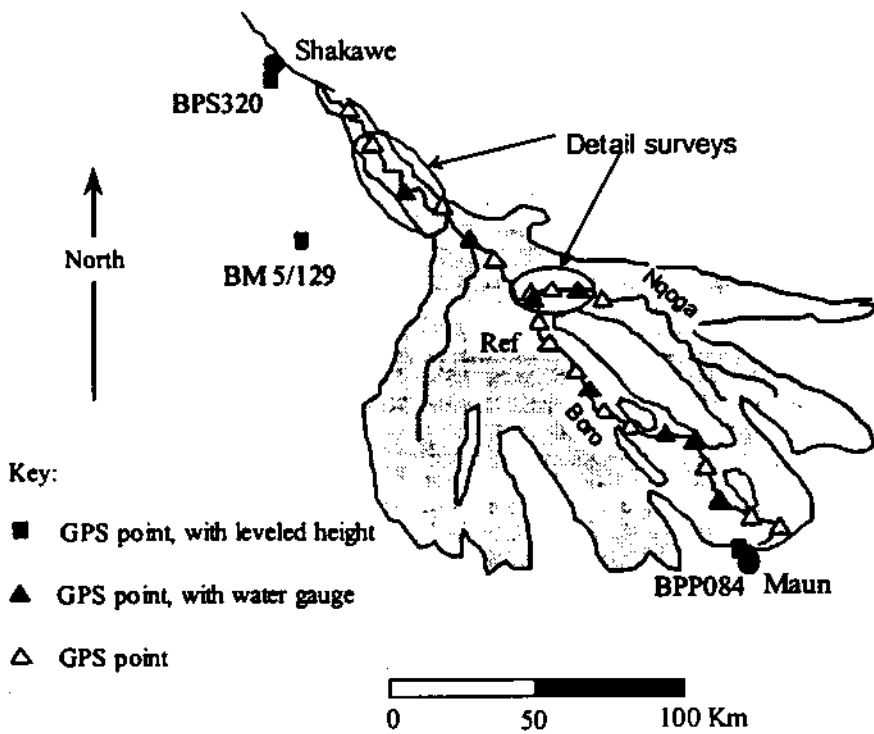 Shakawe
BPS320
Detail surveys
North
BM 5/129
Nqoga
Ref
Boro
Key:
GPS point, with leveled height
GPS point, with water gauge
GPS point
BPP084 Maun
0 50 100 Km